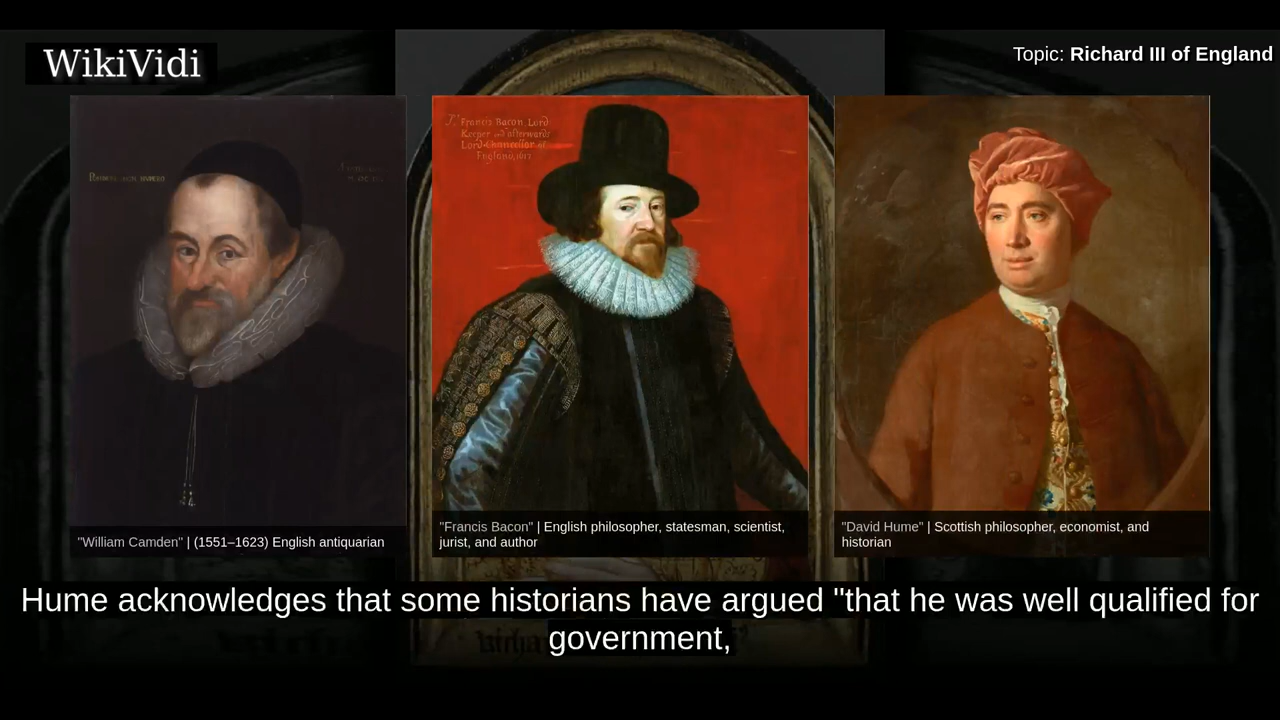 WikiVidi
Topic: Richard III of England
Sr Francis Bacon, Lord
Keeper and afterwards
Lord Chancellor of
England, 1617
"William Camden" | (1551–1623) English antiquarian
"Francis Bacon" | English philosopher, statesman, scientist,
jurist, and author
"David Hume" | Scottish philosopher, economist, and
historian
Hume acknowledges that some historians have argued "that he was well qualified for
government,